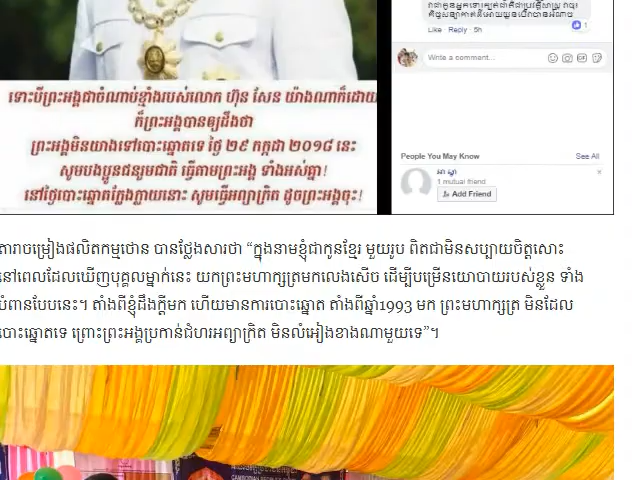 ទោះបីព្រះអង្គជាចំណាប់ខ្មាំងរបស់លោក ហ៊ុន សែន យ៉ាងណាក៏ដោយ
ក៏ព្រះអង្គបានឲ្យដឹងថា
ព្រះអង្គមិនយាងទៅបោះឆ្នោតទេ ថ្ងៃ ២៩ កក្កដា ២០១៨ នេះ
សូមបងប្អូនជនរួមជាតិ ធ្វើតាមព្រះអង្គ ទាំងអស់គ្នា!
នៅថ្ងៃបោះឆ្នោតក្លែងក្លាយនោះ សូមធ្វើអព្យាក្រិត ដូចព្រះអង្គចុះ!
1
Like · Reply · 5h
Write a comment...
GIF
People You May Know
See All
អា ស្មា
1 mutual friend
Add Friend
តារាចម្រៀងផលិតកម្មថោន បានថ្លែងសារថា “ក្នុងនាមខ្ញុំជាកូនខ្មែរ មួយរូប ពិតជាមិនសប្បាយចិត្តសោះ
នៅពេលដែលឃើញបុគ្គលម្នាក់នេះ យកព្រះមហាក្សត្រមកលេងសើច ដើម្បីបម្រើនយោបាយរបស់ខ្លួន ទាំង
បំពានបែបនេះ។ តាំងពីខ្ញុំដឹងក្តីមក ហើយមានការបោះឆ្នោត តាំងពីឆ្នាំ1993 មក ព្រះមហាក្សត្រ មិនដែល
បោះឆ្នោតទេ ព្រោះព្រះអង្គប្រកាន់ជំហរអព្យាក្រិត មិនលំអៀងខាងណាមួយទេ”។